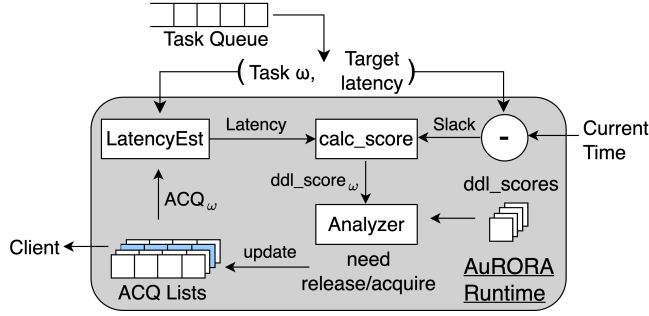 Task Queue
( Task ω, Target latency )
LatencyEst
Latency
calc_score
Slack
-
Current
Time
ddl_score ω
ddl_scores
ACQ ω
Analyzer
Client
update
need
release/acquire
AuRORA
Runtime
ACQ Lists